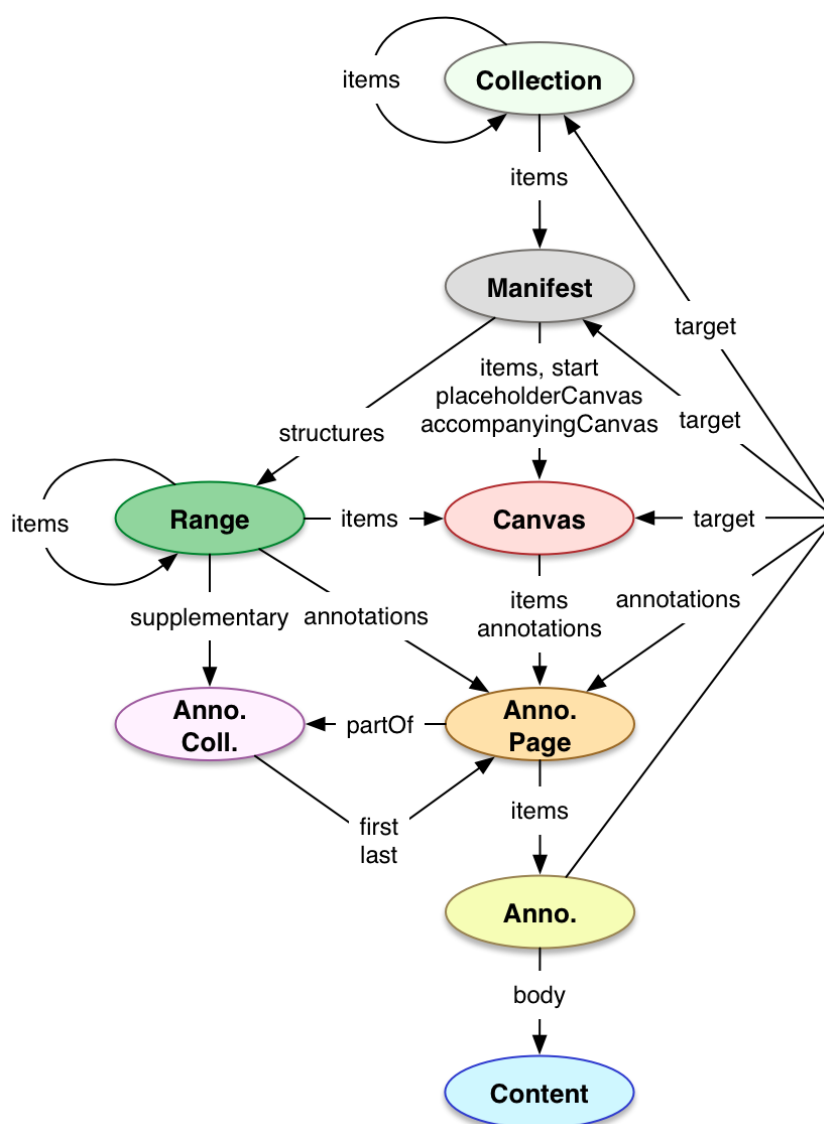 items
Collection
items
Manifest
target
items, start
placeholderCanvas
accompanyingCanvas
target
structures
items
Range
items
Canvas
target
supplementary
annotations
items
annotations
annotations
Anno.
Coll.
partOf
Anno.
Page
first
last
items
Anno.
body
Content